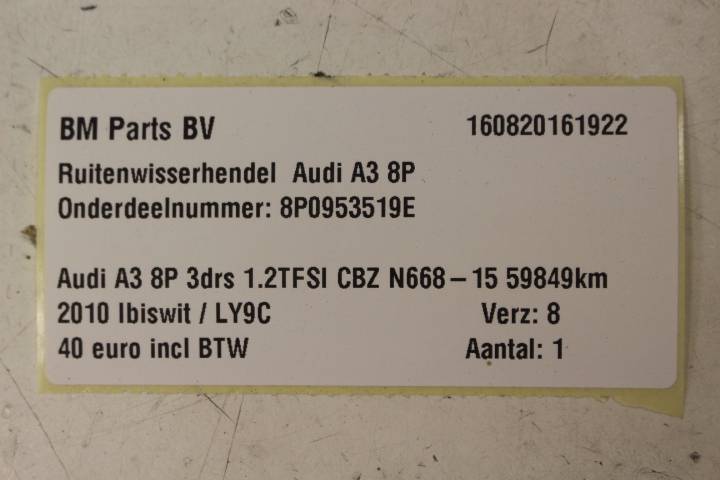 BM Parts BV 160820161922
Ruitenwisserhendel Audi A3 8P
Onderdeelnummer: 8P0953519E
Audi A3 8P 3drs 1.2TFSI CBZ N668 – 15 59849km
2010 Ibiswit / LY9C Verz: 8
40 euro incl BTW Aantal: 1